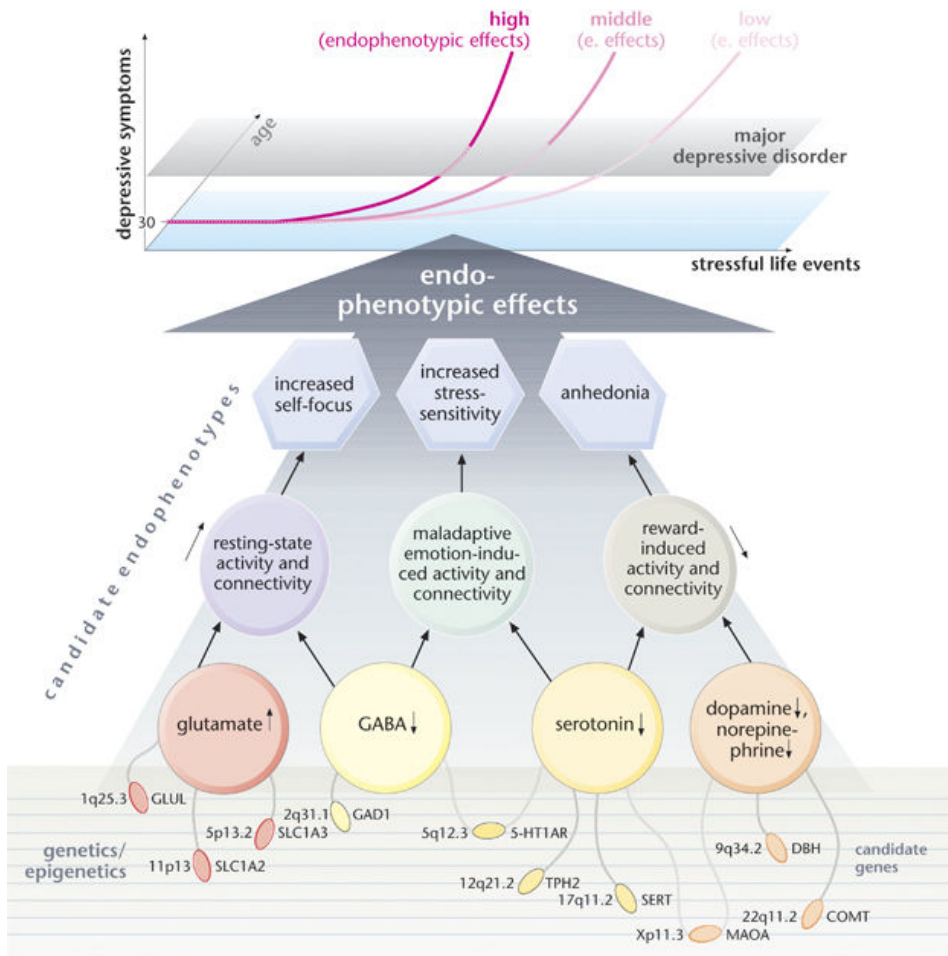 high
(endophenotypic effects)
middle
(e. effects)
low
(e. effects)
depressive symptoms
age
major
depressive disorder
30
stressful life events
endo-
phenotypic effects
candidate endophenotypes
increased
self-focus
increased
stress-
sensitivity
anhedonia
resting-state
activity and
connectivity
maladaptive
emotion-indu-
ced activity and
connectivity
reward-
induced
activity and
connectivity
glutamate ↑
GABA ↓
serotonin ↓
dopamine↓,
norepine-
phrine↓
1q25.3 GLUL
2q31.1 GAD1
5p13.2 SLC1A3
5q12.3 5-HT1AR
9q34.2 DBH
genetics/
epigenetics
candidate
genes
11p13 SLC1A2
12q21.2 TPH2
17q11.2 SERT
22q11.2 COMT
Xp11.3 MAOA